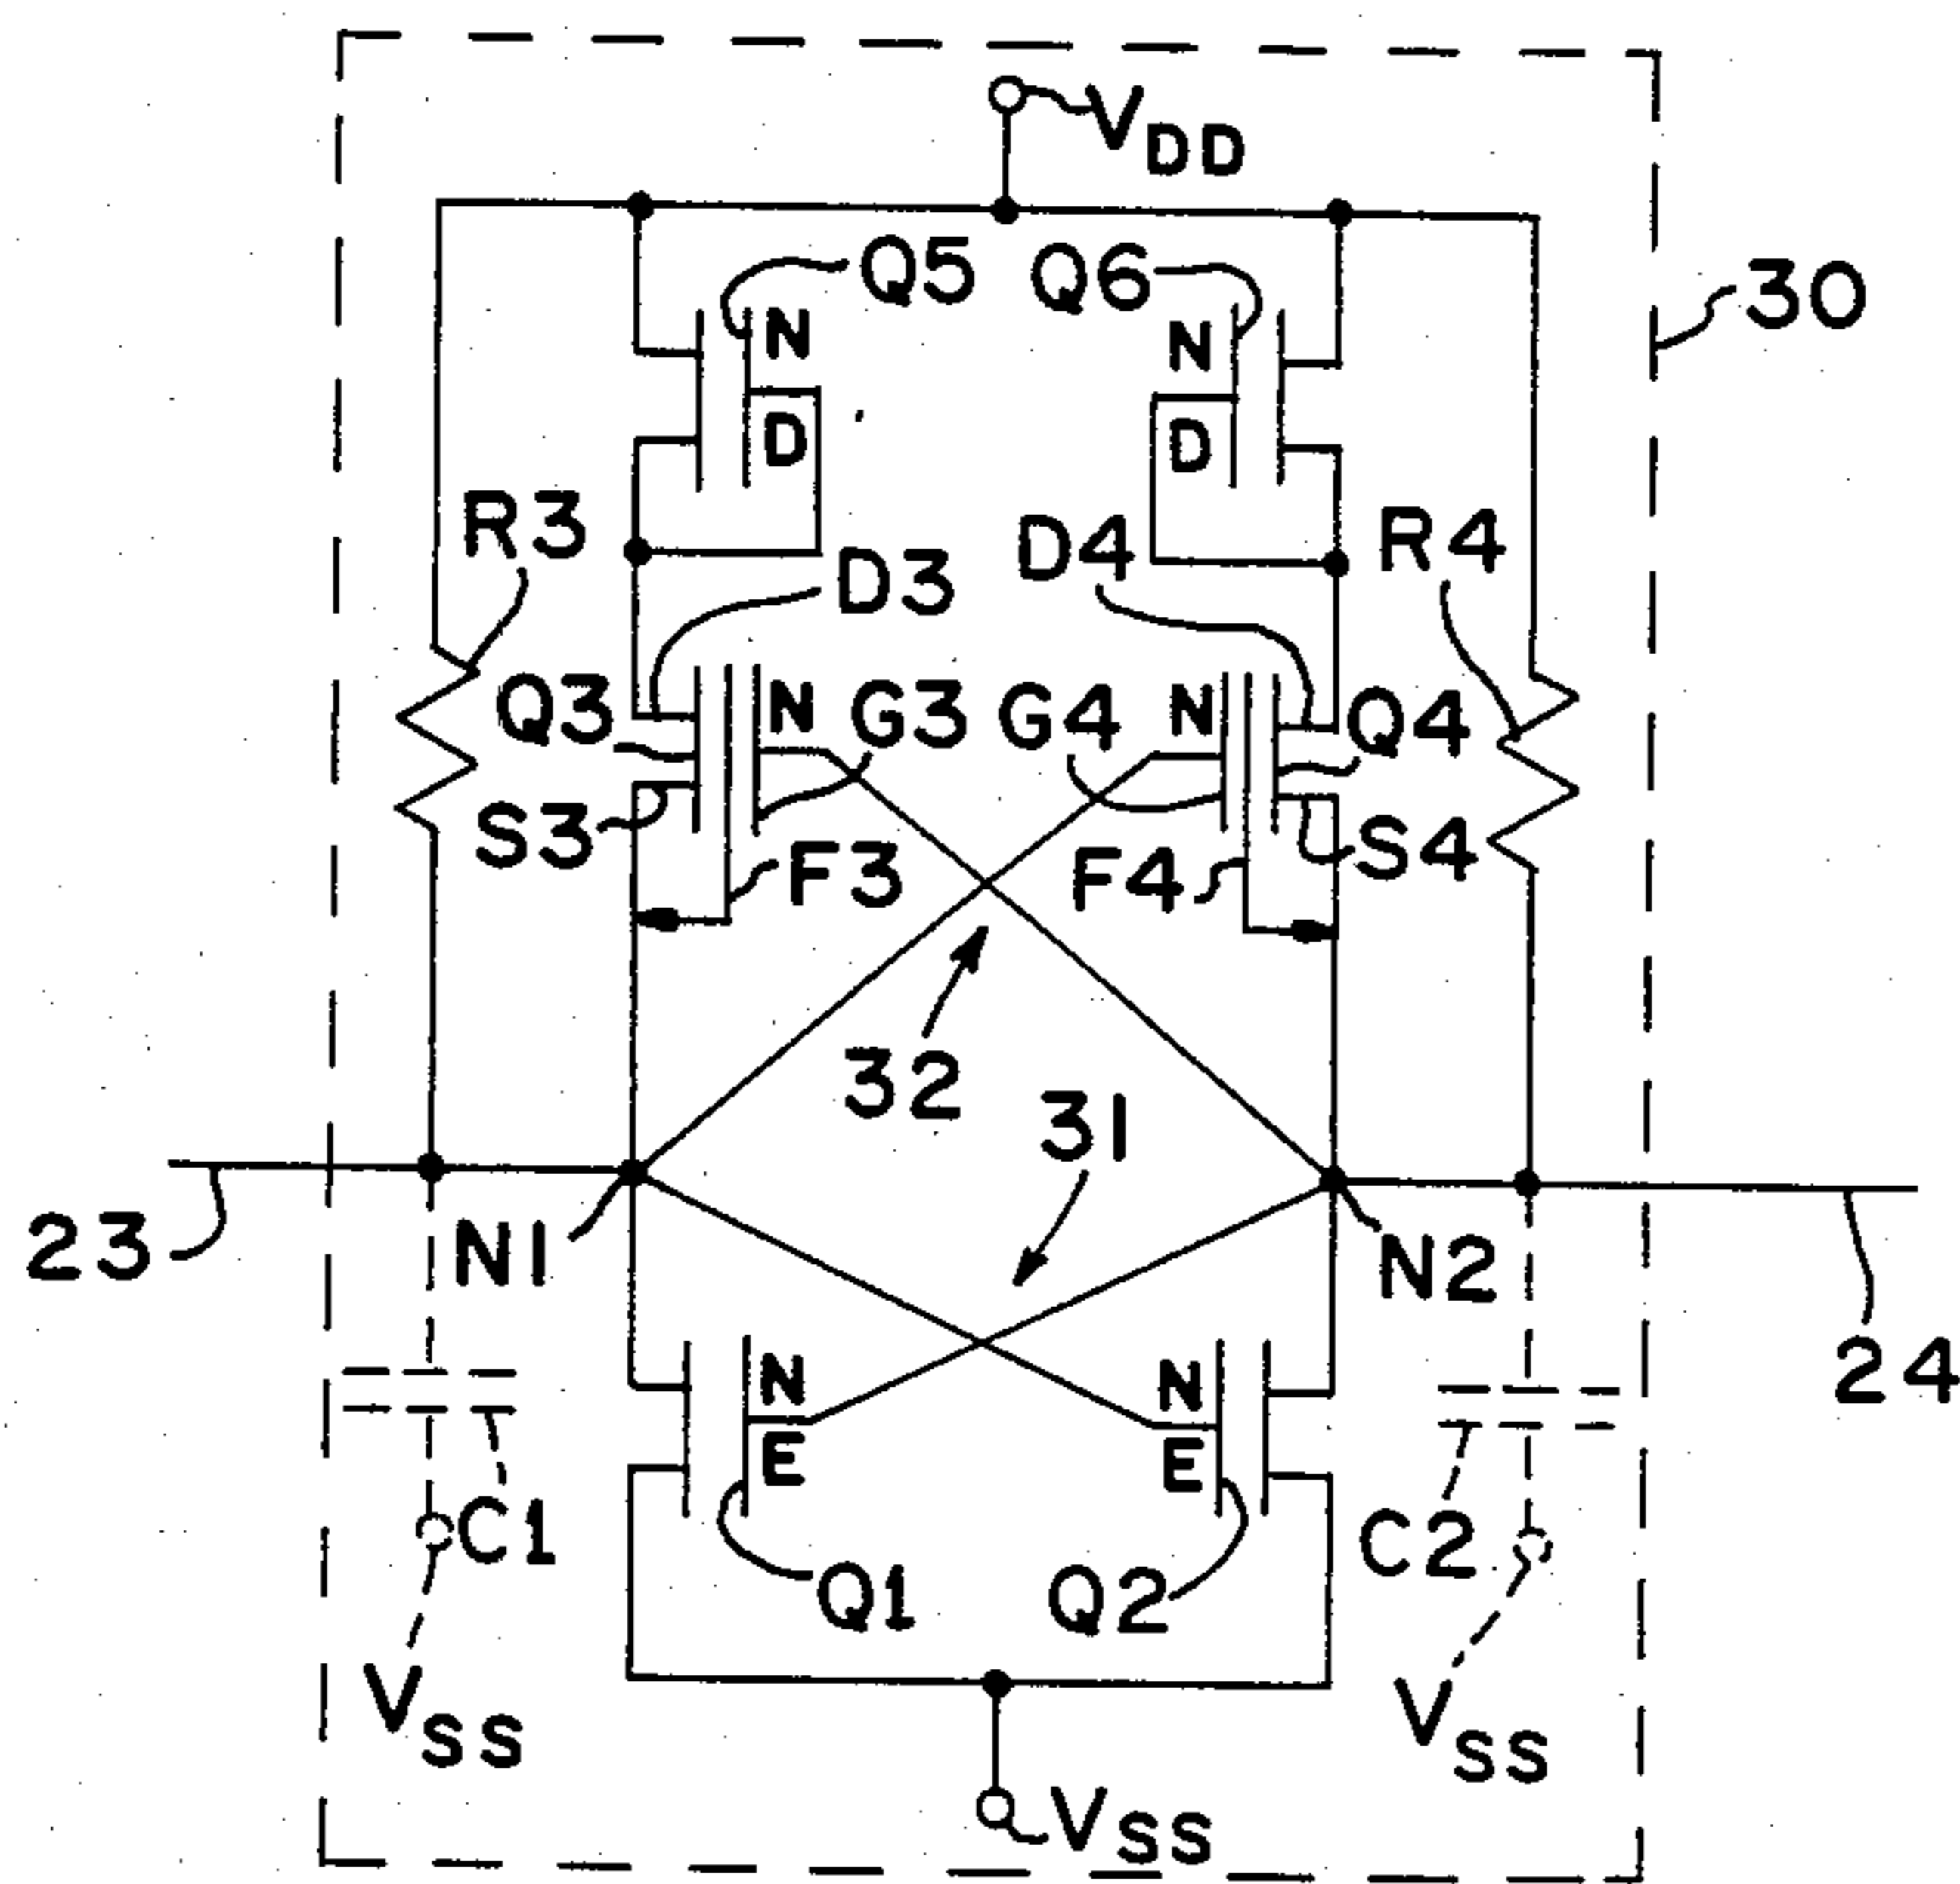 VDD
Q5 Q6
30
N N
D D
R3 D3 D4 R4
Q3 N G3 G4 N Q4
S3 F3 F4 S4
32
31
23 N1 N2 24
N N
E E
C1 C2
Q1 Q2
VSS VSS
VSS